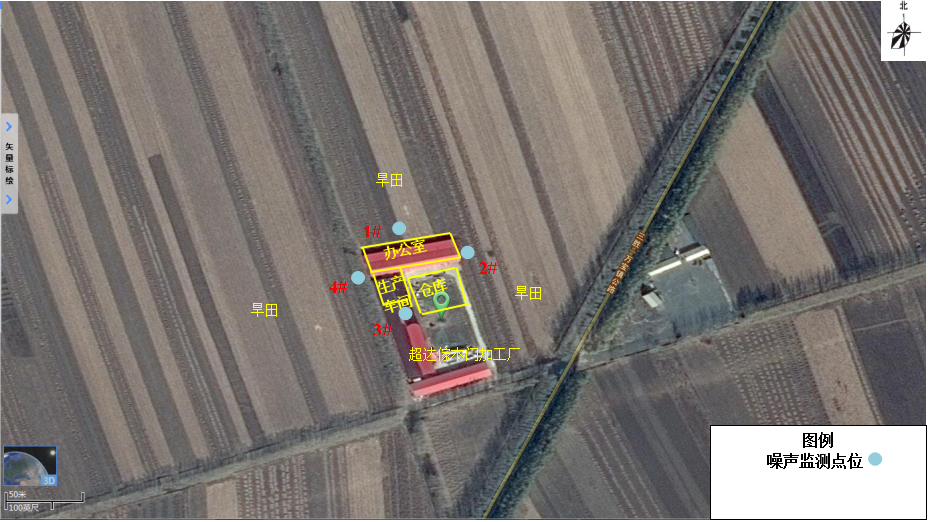 北
矢量标绘
旱田
1#
办公室
2#
4#
生产
车间
仓库
旱田
旱田
3#
超达保木门加工厂
图例
噪声监测点位
3D
50米
100英尺